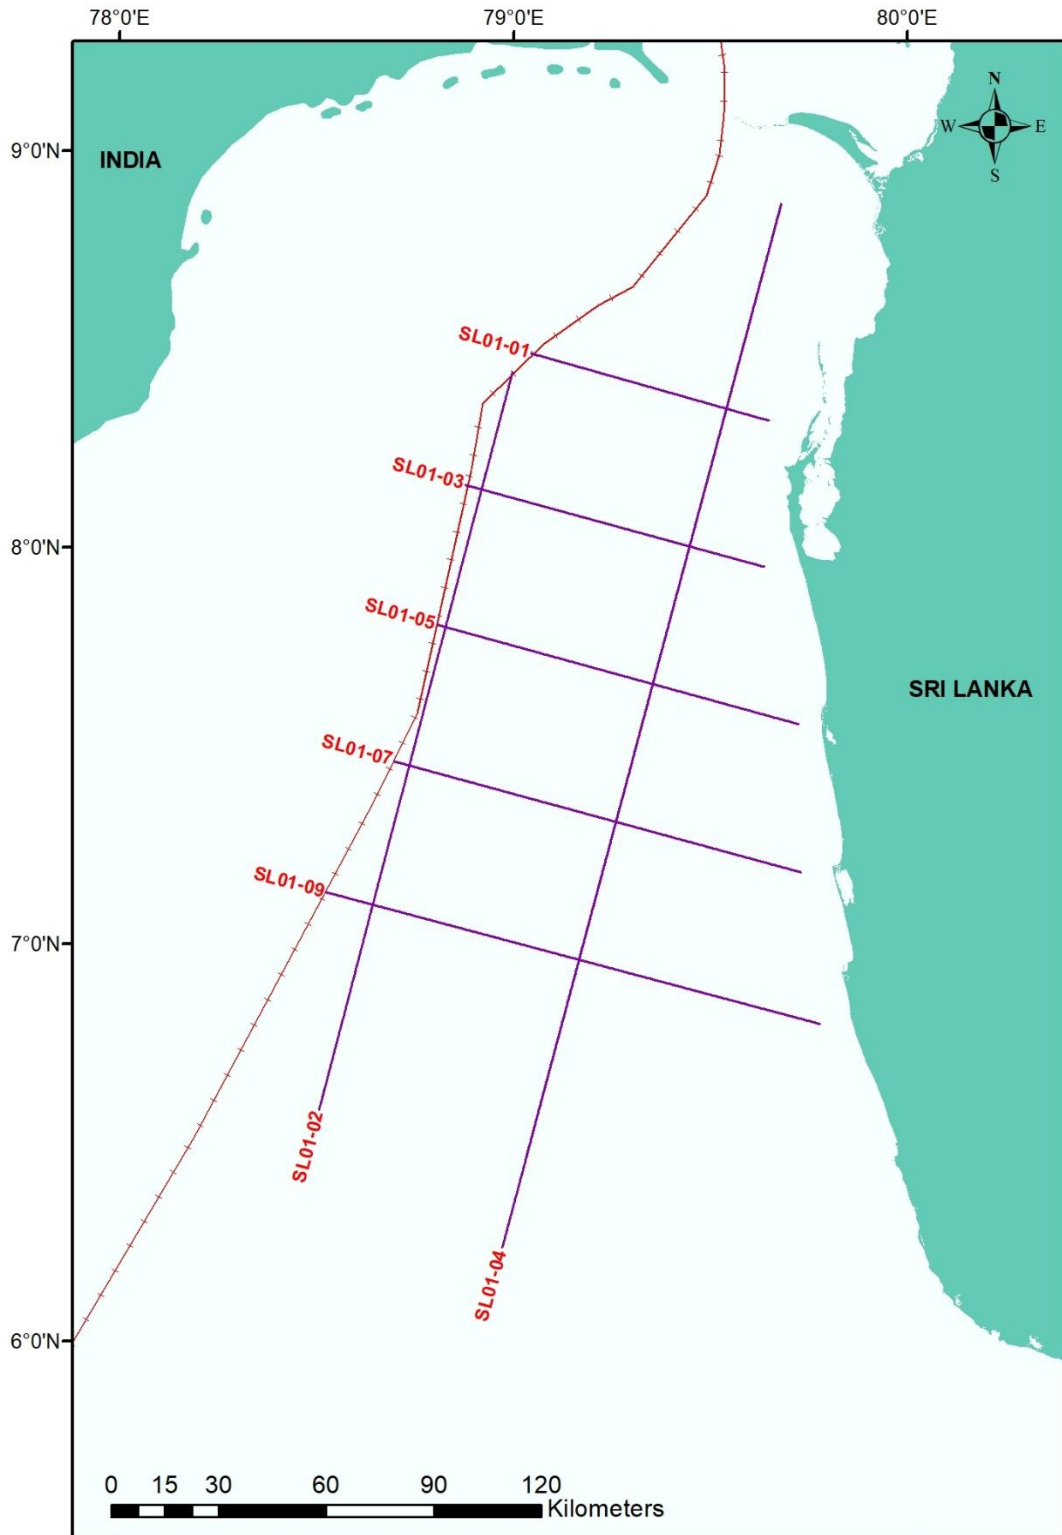 78°0'E 79°0'E 80°0'E
N
W E
S
9°0'N
INDIA
SL01-01
SL01-03
8°0'N
SL01-05
SRI LANKA
SL01-07
SL01-09
7°0'N
SL01-02
SL01-04
6°0'N
0 15 30 60 90 120
Kilometers